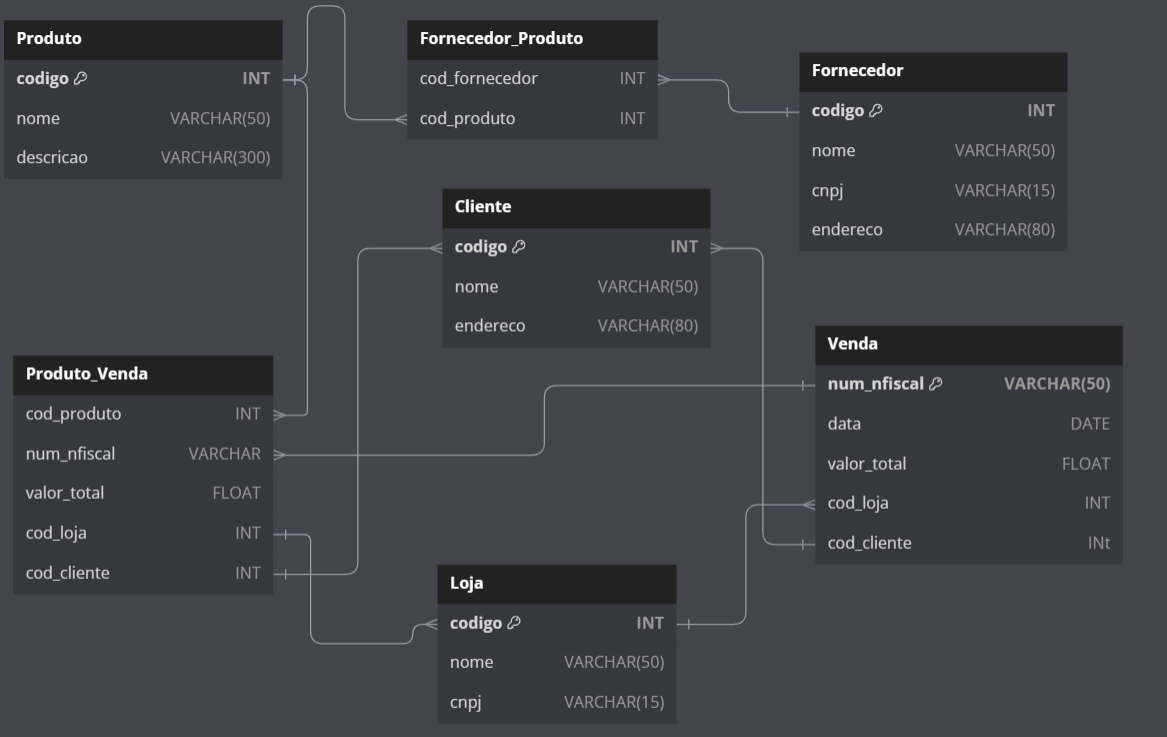 Produto
codigo INT
nome VARCHAR(50)
descricao VARCHAR(300)
Fornecedor_Produto
cod_fornecedor INT
cod_produto INT
Fornecedor
codigo INT
nome VARCHAR(50)
cnpj VARCHAR(15)
endereco VARCHAR(80)
Cliente
codigo INT
nome VARCHAR(50)
endereco VARCHAR(80)
Produto_Venda
cod_produto INT
num_nfiscal VARCHAR
valor_total FLOAT
cod_loja INT
cod_cliente INT
Venda
num_nfiscal VARCHAR(50)
data DATE
valor_total FLOAT
cod_loja INT
cod_cliente INt
Loja
codigo INT
nome VARCHAR(50)
cnpj VARCHAR(15)